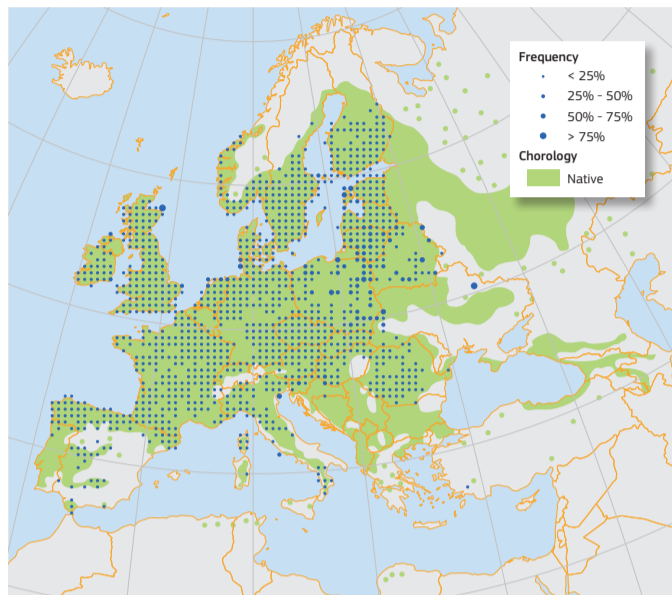 Frequency
< 25%
25% - 50%
50% - 75%
> 75%
Chorology
Native